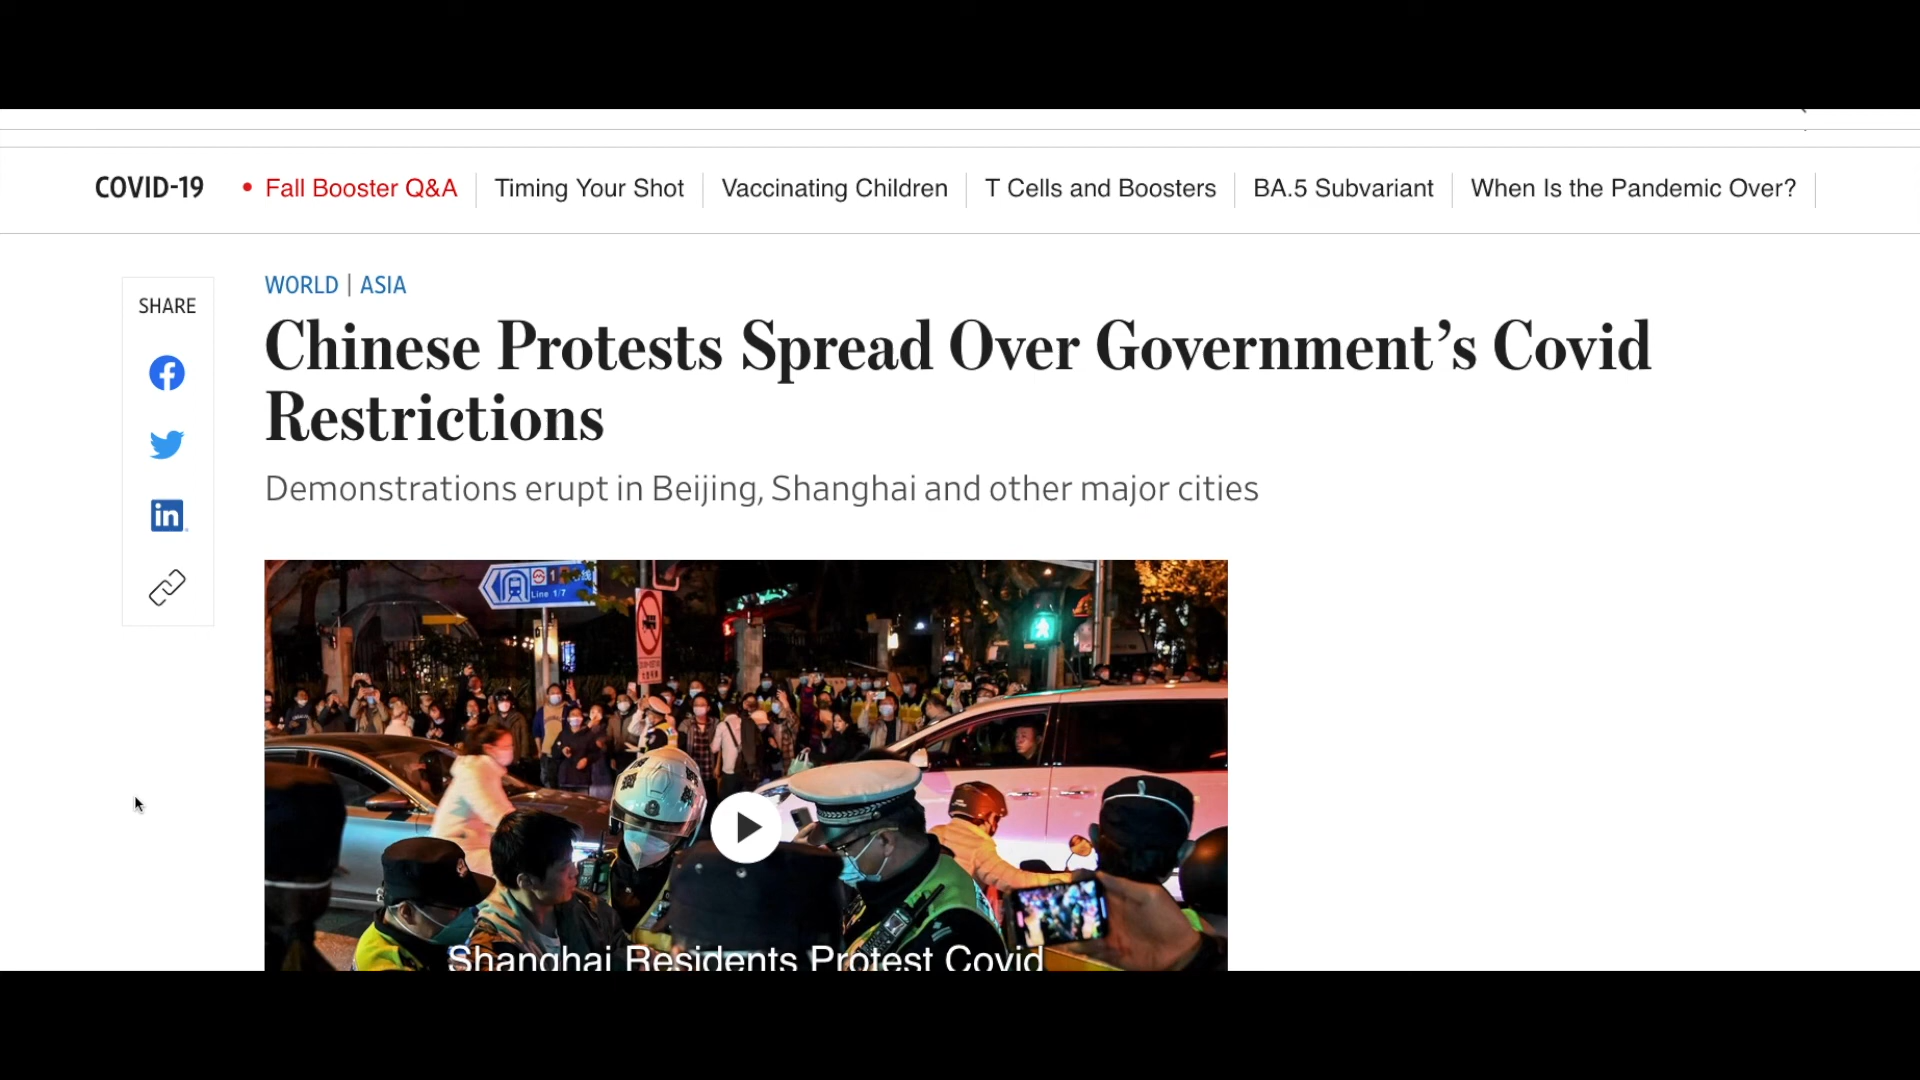 COVID-19 • Fall Booster Q&A Timing Your Shot Vaccinating Children T Cells and Boosters BA.5 Subvariant When Is the Pandemic Over?
SHARE
WORLD | ASIA
Chinese Protests Spread Over Government’s Covid
Restrictions
Demonstrations erupt in Beijing, Shanghai and other major cities
in
Line 1/7
Shanghai Residents Protest Covid